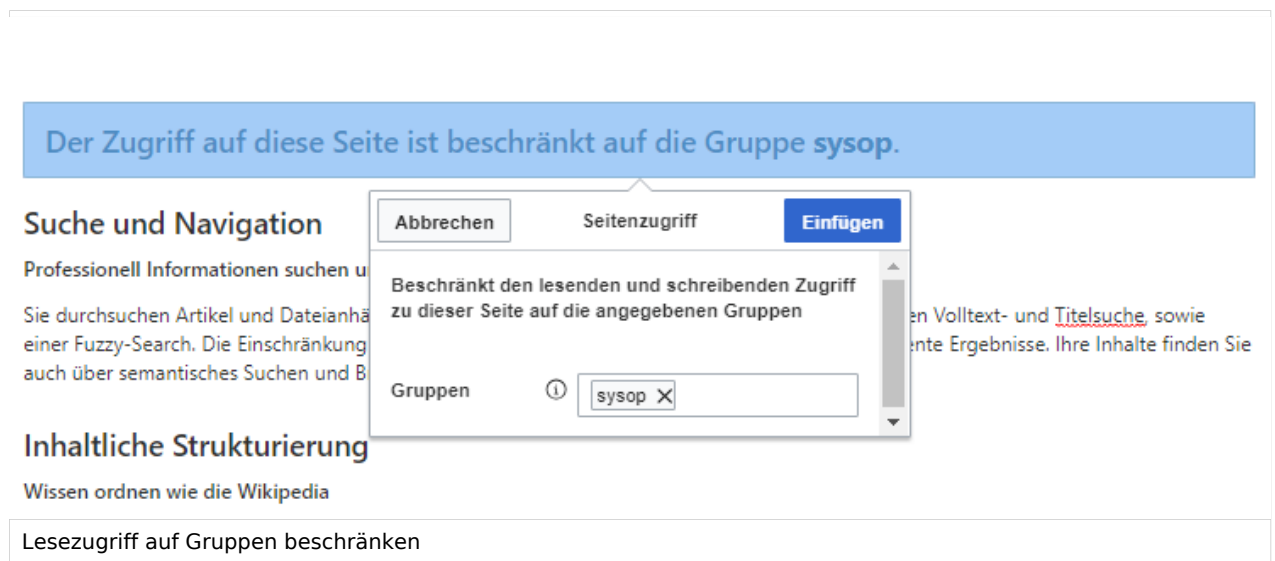 Der Zugriff auf diese Seite ist beschränkt auf die Gruppe sysop.
Abbrechen Seitenzugriff Einfügen
Beschränkt den lesenden und schreibenden Zugriff
zu dieser Seite auf die angegebenen Gruppen
Gruppen sysop
Suche und Navigation
Professionell Informationen suchen
Sie durchsuchen Artikel und Volltext- und Titelsuche, sowie
einer Fuzzy-Search. Die Einschränkung Ergebnisse. Ihre Inhalte finden Sie
auch über semantisches Suchen und
Inhaltliche Strukturierung
Wissen ordnen wie die Wikipedia
Lesezugriff auf Gruppen beschränken